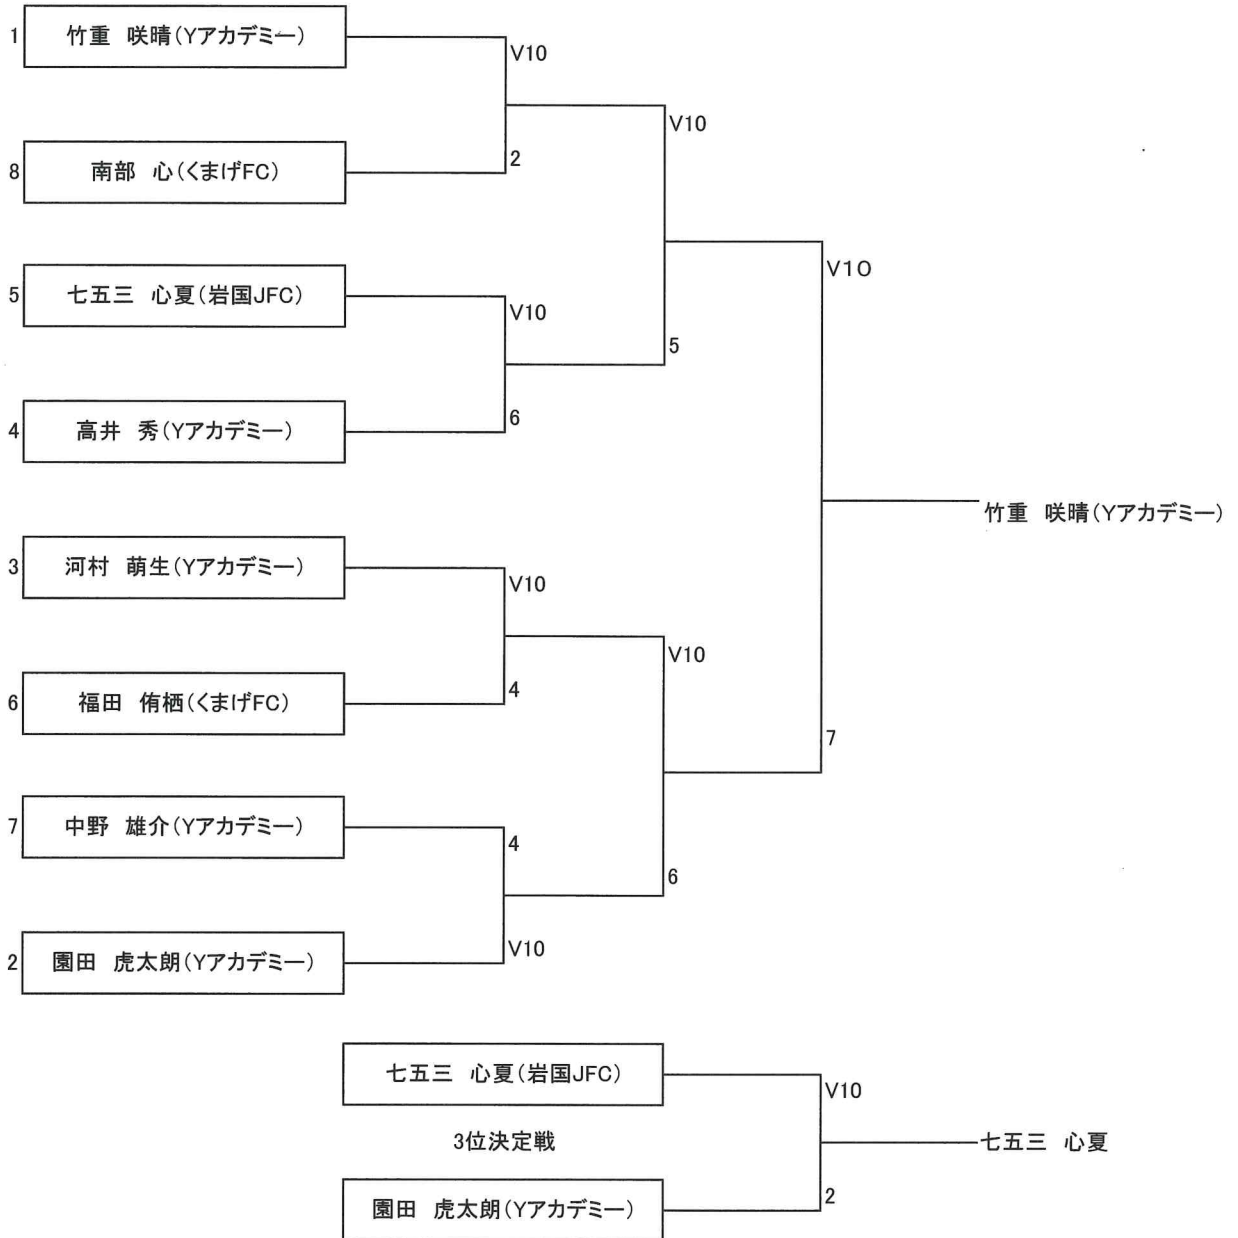 1 竹重 咲晴(Yアカデミー)
V10
V10
8 南部 心(くまげFC)
2
V10
5 七五三 心夏(岩国JFC)
V10
5
4 高井 秀(Yアカデミー)
6
竹重 咲晴(Yアカデミー)
3 河村 萌生(Yアカデミー)
V10
V10
6 福田 侑栖(くまげFC)
4
7
7 中野 雄介(Yアカデミー)
4
6
2 園田 虎太朗(Yアカデミー)
V10
七五三 心夏(岩国JFC)
V10
3位決定戦
七五三 心夏
園田 虎太朗(Yアカデミー)
2